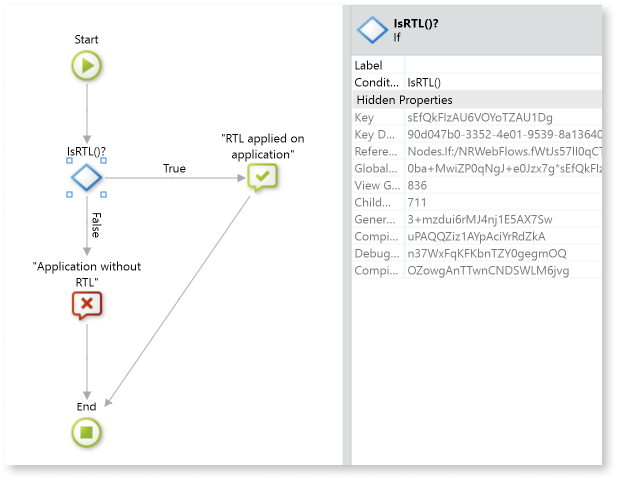 Start
IsRTL()?
True
"RTL applied on
application"
False
"Application without
RTL"
End
IsRTL()?
If
Label
Condit... IsRTL()
Hidden Properties
Key sEfQkFIzAU6VOYoTZAU1Dg
Key D... 90d047b0-3352-4e01-9539-8a13640
Refere... Nodes.If:/NRWebFlows.fWtJs57lI0qCT
Global... 0ba+MwiZP0qNgJ+e0Jzx7g*sEfQkFIz
View G... 836
Child... 711
Gener... 3+mzdui6rMJ4nj1E5AX7Sw
Compi... uPAQQZiz1AYpAciYrRdZkA
Debug... n37WxFqKFKbnTZY0gegmOQ
Compi... OZowgAnTTwnCNDSWLM6jvg